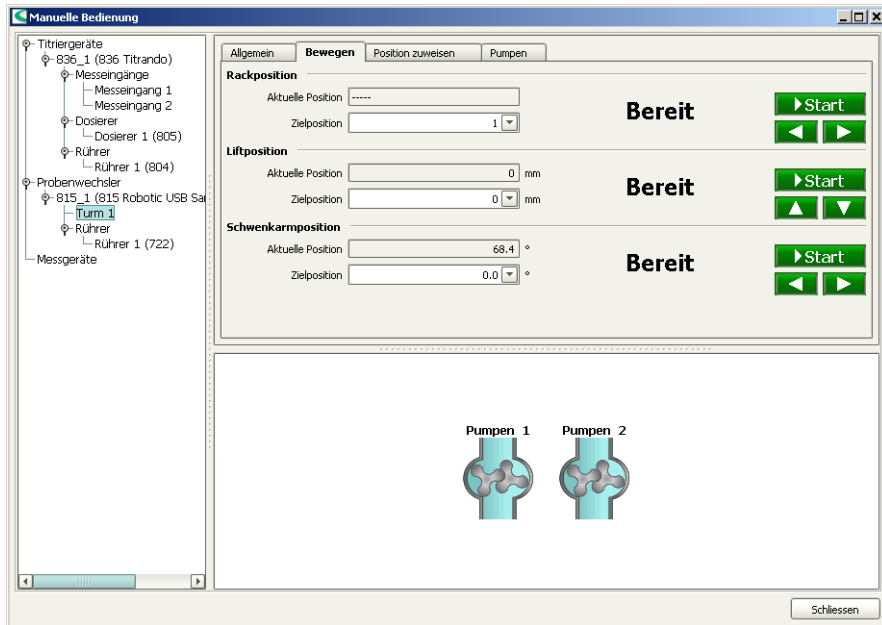 Manuelle Bedienung
Titriergeräte
836_1 (836 Titrando)
Messeingänge
Messeingang 1
Messeingang 2
Dosierer
Dosierer 1 (805)
Rührer
Rührer 1 (804)
Probenwechsler
815_1 (815 Robotic USB Sa
Turm 1
Rührer
Rührer 1 (722)
Messgeräte
Allgemein Bewegen Position zuweisen Pumpen
Rackposition
Aktuelle Position -----
Zielposition 1
Bereit
Start
Liftposition
Aktuelle Position 0 mm
Zielposition 0 mm
Bereit
Start
Schwenkarmposition
Aktuelle Position 68.4 °
Zielposition 0.0 °
Bereit
Start
Pumpen 1 Pumpen 2
Schliessen